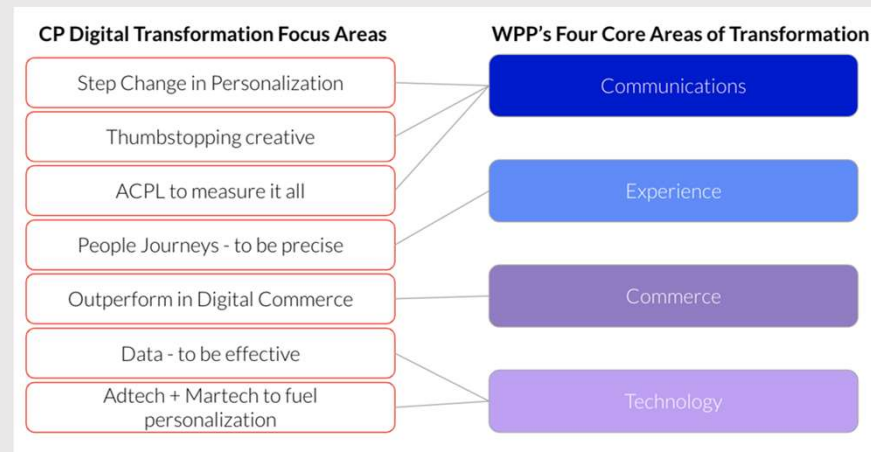 CP Digital Transformation Focus Areas
Step Change in Personalization
Thumbstopping creative
ACPL to measure it all
People Journeys - to be precise
Outperform in Digital Commerce
Data - to be effective
Adtech + Martech to fuel
personalization
WPP's Four Core Areas of Transformation
Communications
Experience
Commerce
Technology